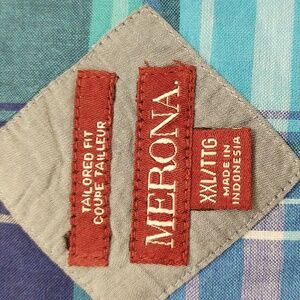 TAILORED FIT
COUPE TAILLEUR
MERONA.
XXL/TTG
MADE IN
INDONESIA